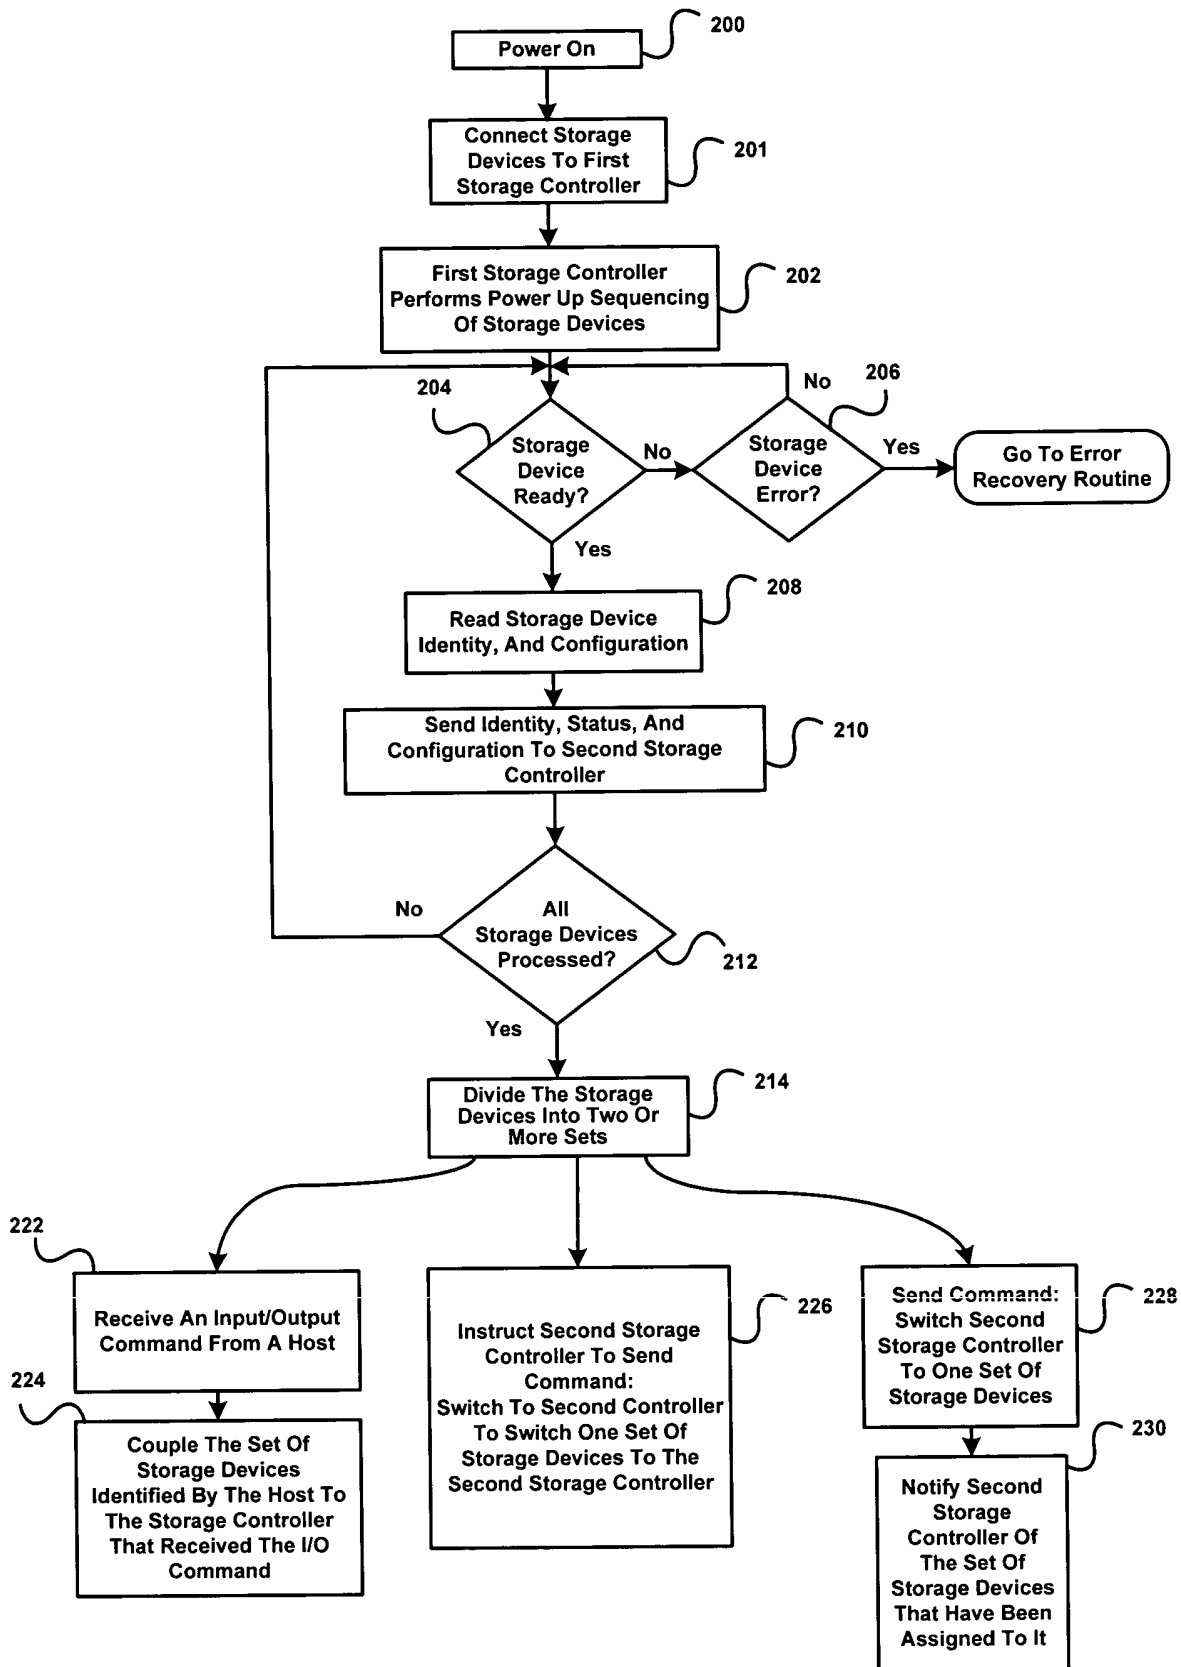 200
Power On
Connect Storage
Devices To First
Storage Controller
201
First Storage Controller
Performs Power Up Sequencing
Of Storage Devices
202
204
Storage
Device
Ready?
No
No
206
Storage
Device
Error?
Yes
Go To Error
Recovery Routine
Yes
208
Read Storage Device
Identity, And Configuration
Send Identity, Status, And
Configuration To Second Storage
Controller
210
No
All
Storage Devices
Processed?
212
Yes
214
Divide The Storage
Devices Into Two Or
More Sets
222
Receive An Input/Output
Command From A Host
224
Couple The Set Of
Storage Devices
Identified By The Host To
The Storage Controller
That Received The I/O
Command
226
Instruct Second Storage
Controller To Send
Command:
Switch To Second Controller
To Switch One Set Of
Storage Devices To The
Second Storage Controller
228
Send Command:
Switch Second
Storage Controller
To One Set Of
Storage Devices
230
Notify Second
Storage
Controller Of
The Set Of
Storage Devices
That Have Been
Assigned To It